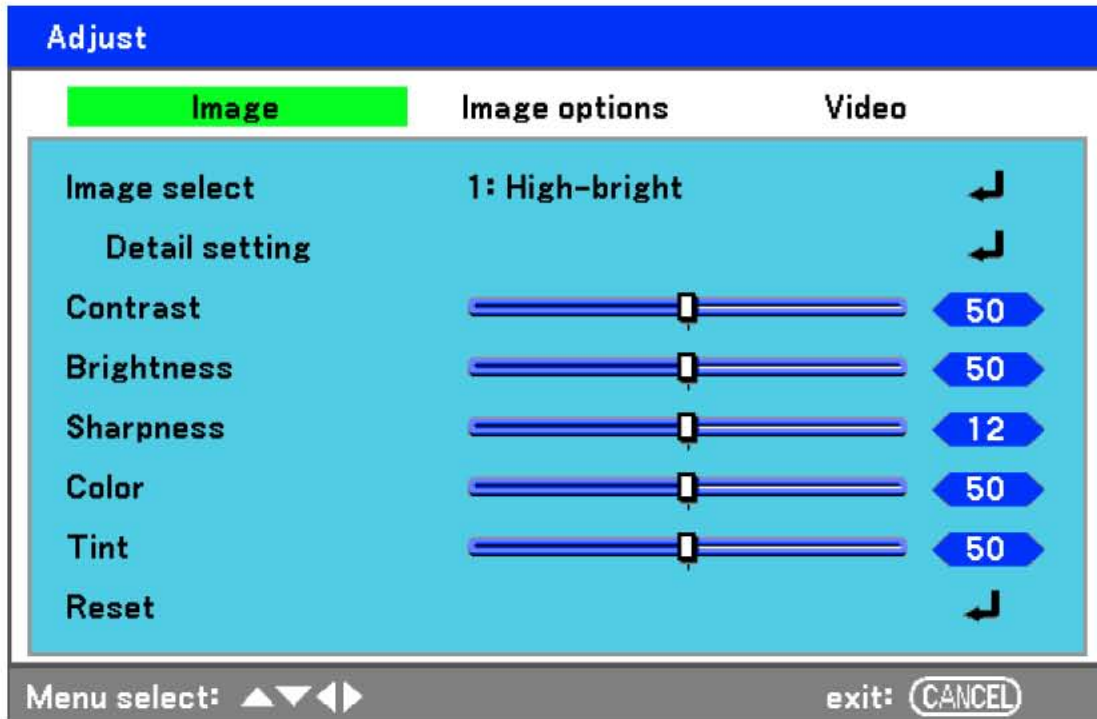 Adjust
Image Image options Video
Image select 1: High-bright
Detail setting
Contrast 50
Brightness 50
Sharpness 12
Color 50
Tint 50
Reset
Menu select: exit: CANCEL